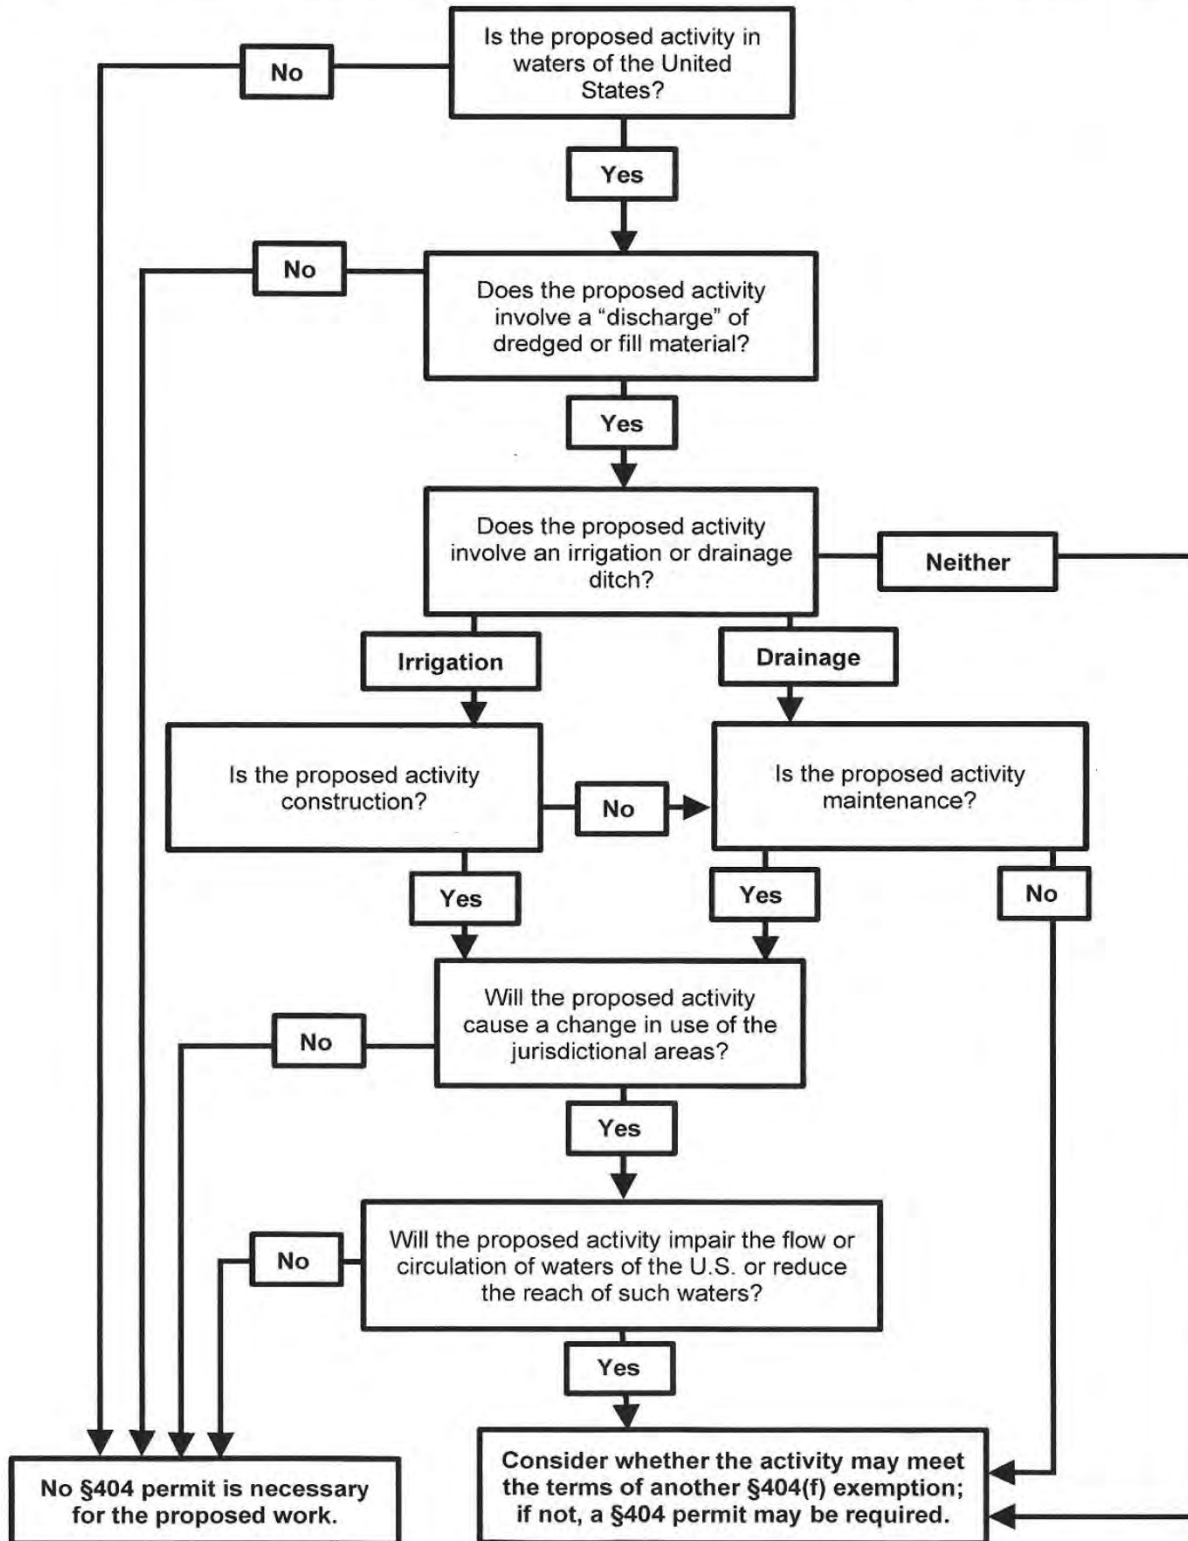 Is the proposed activity in
waters of the United
States?
No
Yes
Does the proposed activity
involve a “discharge” of
dredged or fill material?
No
Yes
Does the proposed activity
involve an irrigation or drainage
ditch?
Neither
Irrigation
Drainage
Is the proposed activity
construction?
No
Is the proposed activity
maintenance?
Yes
Yes
No
Will the proposed activity
cause a change in use of the
jurisdictional areas?
No
Yes
Will the proposed activity impair the flow or
circulation of waters of the U.S. or reduce
the reach of such waters?
No
Yes
No §404 permit is necessary
for the proposed work.
Consider whether the activity may meet
the terms of another §404(f) exemption;
if not, a §404 permit may be required.